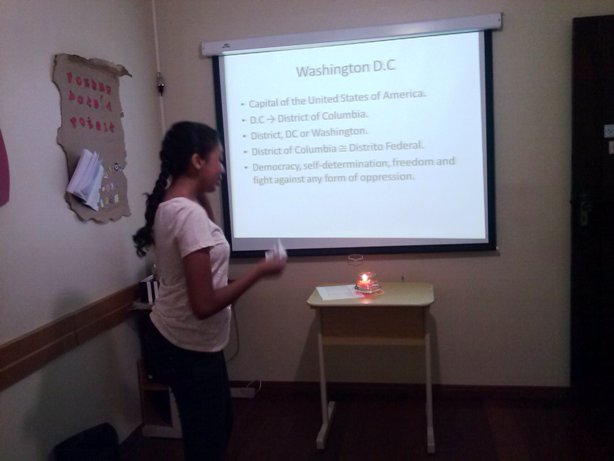 Washington D.C
• Capital of the United States of America.
• D.C → District of Columbia.
• District, DC or Washington.
• District of Columbia ≅ Distrito Federal.
• Democracy, self-determination, freedom and
fight against any form of oppression.